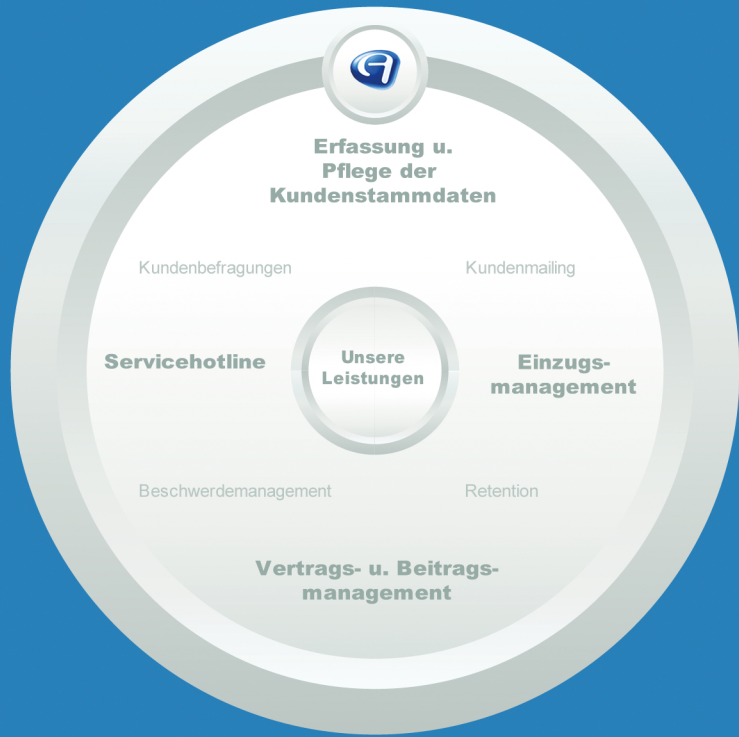 Erfassung u.
Pflege der
Kundenstammdaten
Kundenbefragungen
Kundenmailing
Servicehotline
Unsere
Leistungen
Einzugs-
management
Beschwerdemanagement
Retention
Vertrags- u. Beitrags-
management